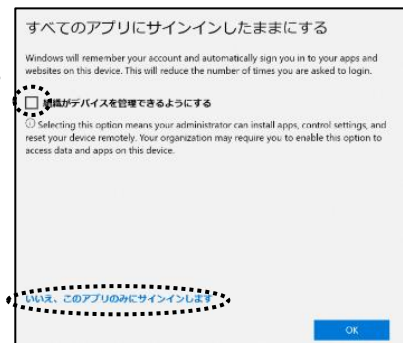 すべてのアプリにサインインしたままにする
Windows will remember your account and automatically sign you in to your apps and
websites on this device. This will reduce the number of times you are asked to login.
組織がデバイスを管理できるようにする
Selecting this option means your administrator can install apps, control settings, and
reset your device remotely. Your organization may require you to enable this option to
access data and apps on this device.
いいえ、このアプリのみにサインインします
OK